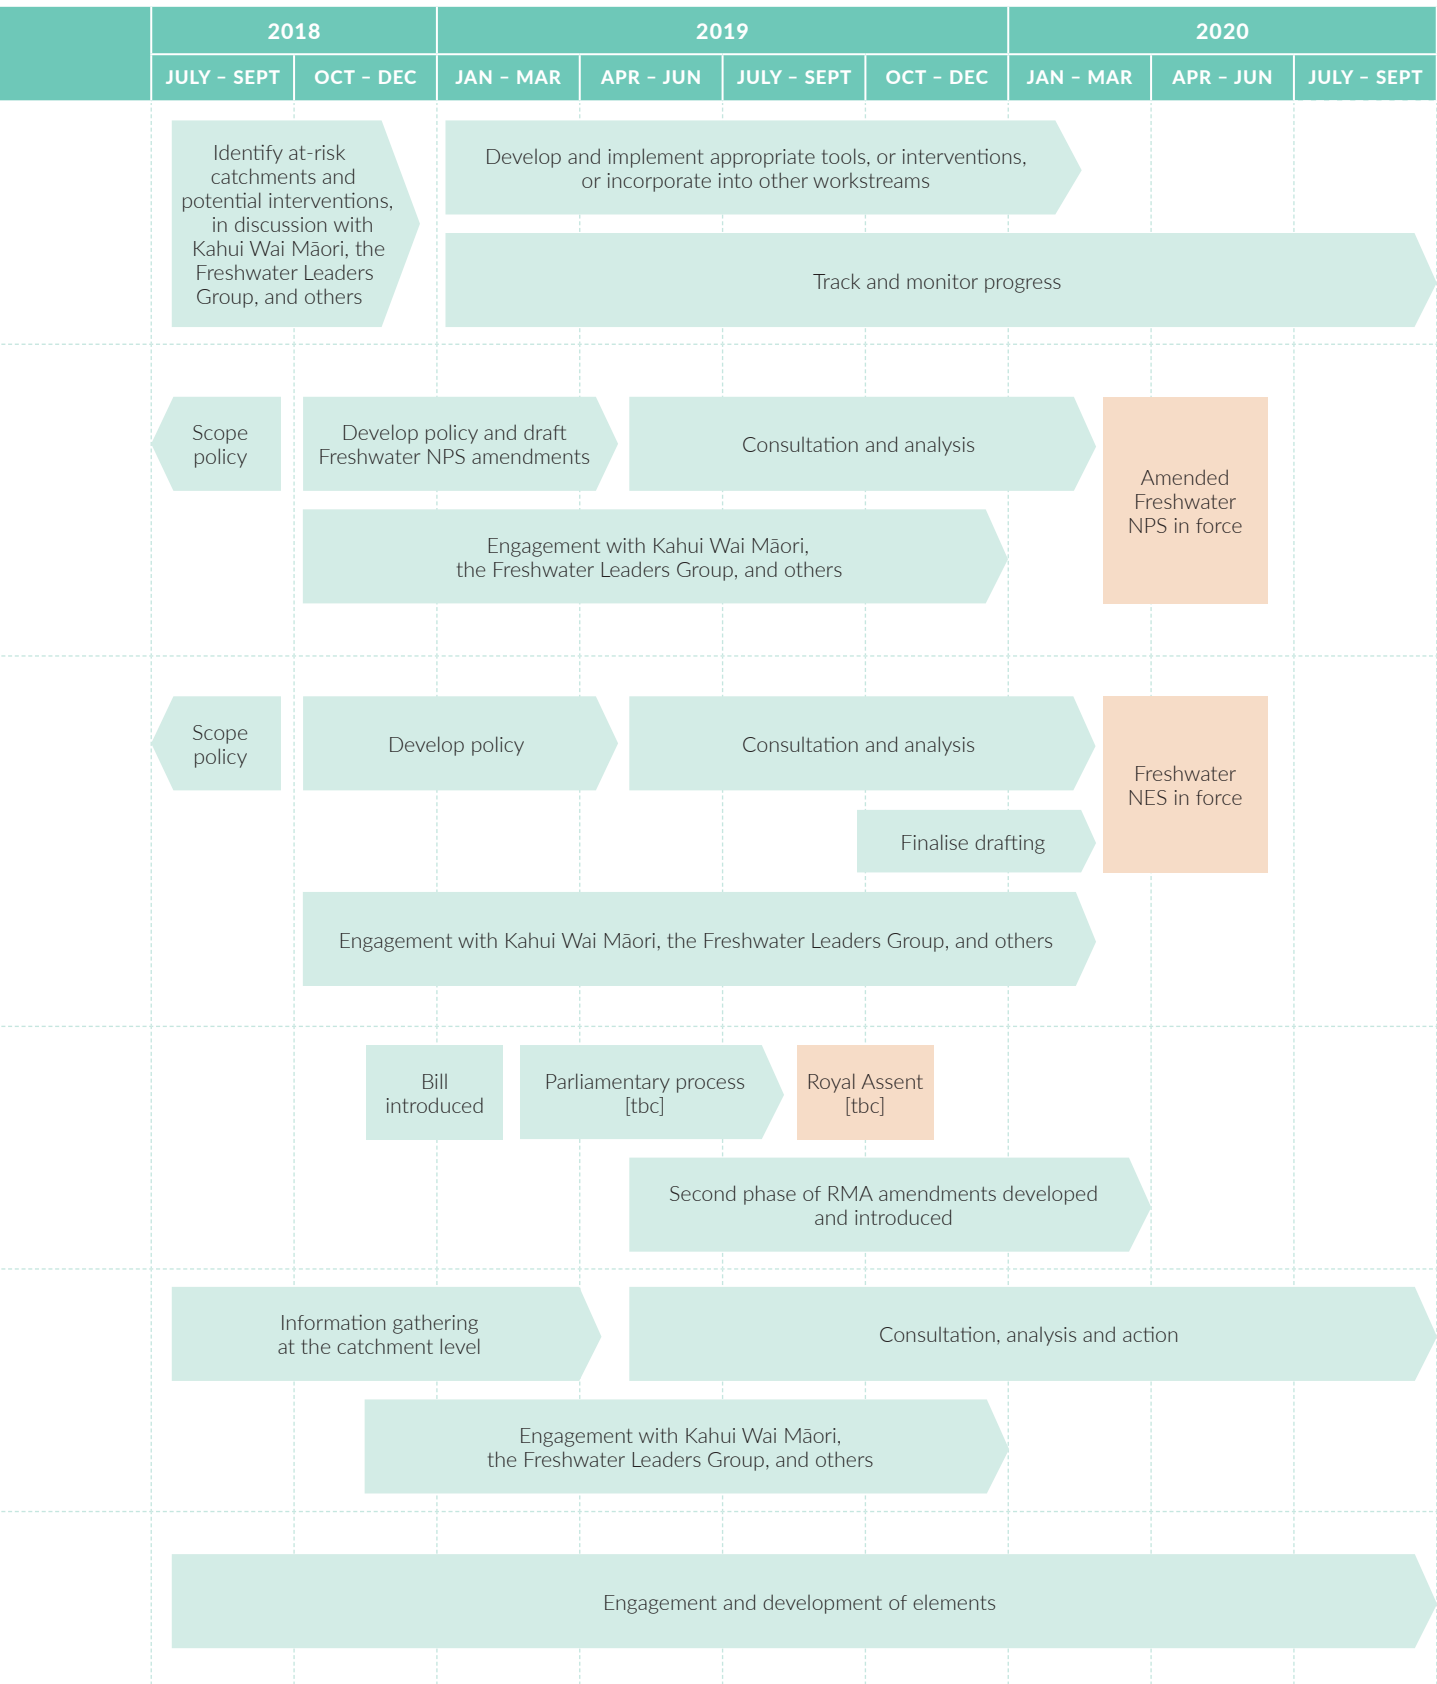 2018
2019
2020
JULY – SEPT
OCT – DEC
JAN – MAR
APR – JUN
JULY – SEPT
OCT – DEC
JAN – MAR
APR – JUN
JULY – SEPT
Identify at-risk
catchments and
potential interventions,
in discussion with
Kahui Wai Māori, the
Freshwater Leaders
Group, and others
Develop and implement appropriate tools, or interventions,
or incorporate into other workstreams
Track and monitor progress
Scope
policy
Develop policy and draft
Freshwater NPS amendments
Consultation and analysis
Amended
Freshwater
NPS in force
Engagement with Kahui Wai Māori,
the Freshwater Leaders Group, and others
Scope
policy
Develop policy
Consultation and analysis
Freshwater
NES in force
Finalise drafting
Engagement with Kahui Wai Māori, the Freshwater Leaders Group, and others
Bill
introduced
Parliamentary process
[tbc]
Royal Assent
[tbc]
Second phase of RMA amendments developed
and introduced
Information gathering
at the catchment level
Consultation, analysis and action
Engagement with Kahui Wai Māori,
the Freshwater Leaders Group, and others
Engagement and development of elements